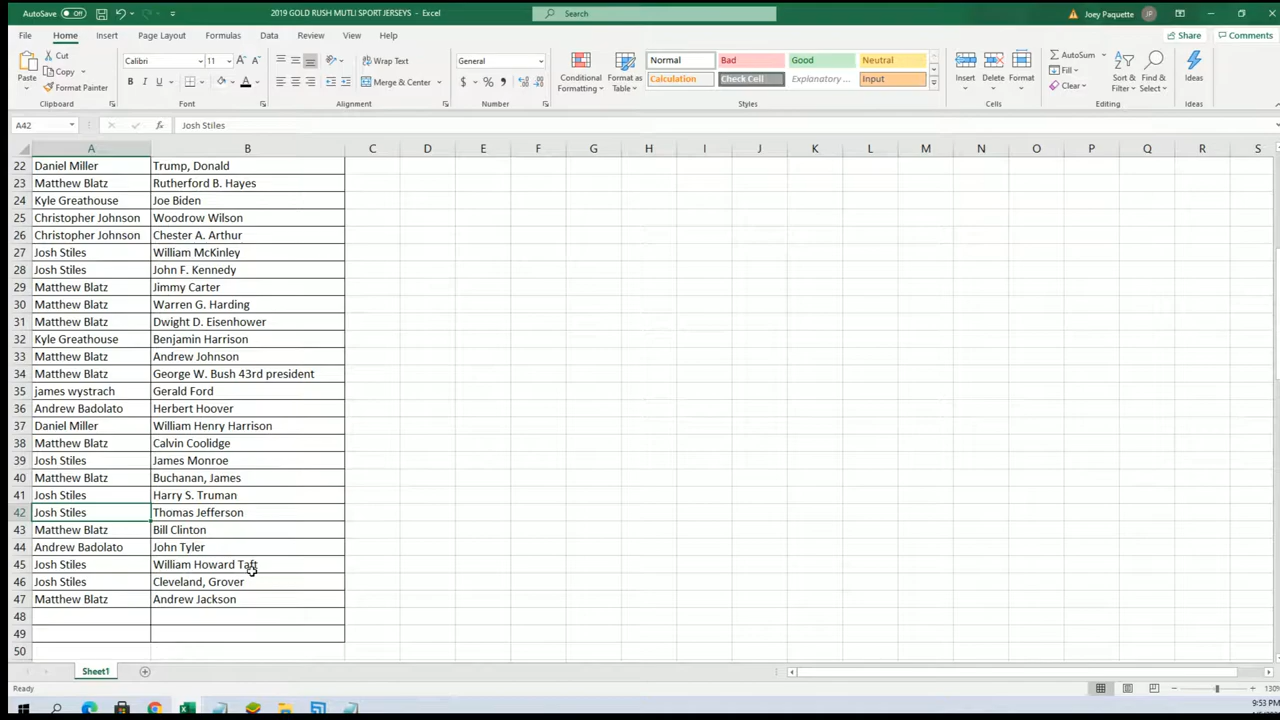 AutoSave Off 2019 GOLD RUSH MUTLI SPORT JERSEYS - Excel Search Joey Paquette JP
File Home Insert Page Layout Formulas Data Review View Help Share Comments
Paste Cut Copy Format Painter Clipboard
Calibri 11 B I U A Font
Wrap Text Merge & Center Alignment
General $ % Number
Conditional Formatting Format as Table
Normal Bad Good Neutral
Calculation Check Cell Explanatory ... Input
Styles
Insert Delete Format Cells
AutoSum Fill Clear Sort & Filter Find & Select Editing
Ideas Ideas
A42 fx Josh Stiles
A B C D E F G H I J K L M N O P Q R S
22 Daniel Miller Trump, Donald
23 Matthew Blatz Rutherford B. Hayes
24 Kyle Greathouse Joe Biden
25 Christopher Johnson Woodrow Wilson
26 Christopher Johnson Chester A. Arthur
27 Josh Stiles William McKinley
28 Josh Stiles John F. Kennedy
29 Matthew Blatz Jimmy Carter
30 Matthew Blatz Warren G. Harding
31 Matthew Blatz Dwight D. Eisenhower
32 Kyle Greathouse Benjamin Harrison
33 Matthew Blatz Andrew Johnson
34 Matthew Blatz George W. Bush 43rd president
35 james wystrach Gerald Ford
36 Andrew Badolato Herbert Hoover
37 Daniel Miller William Henry Harrison
38 Matthew Blatz Calvin Coolidge
39 Josh Stiles James Monroe
40 Matthew Blatz Buchanan, James
41 Josh Stiles Harry S. Truman
42 Josh Stiles Thomas Jefferson
43 Matthew Blatz Bill Clinton
44 Andrew Badolato John Tyler
45 Josh Stiles William Howard Taft
46 Josh Stiles Cleveland, Grover
47 Matthew Blatz Andrew Jackson
48
49
50
Sheet1
Ready 130%
9:53 PM